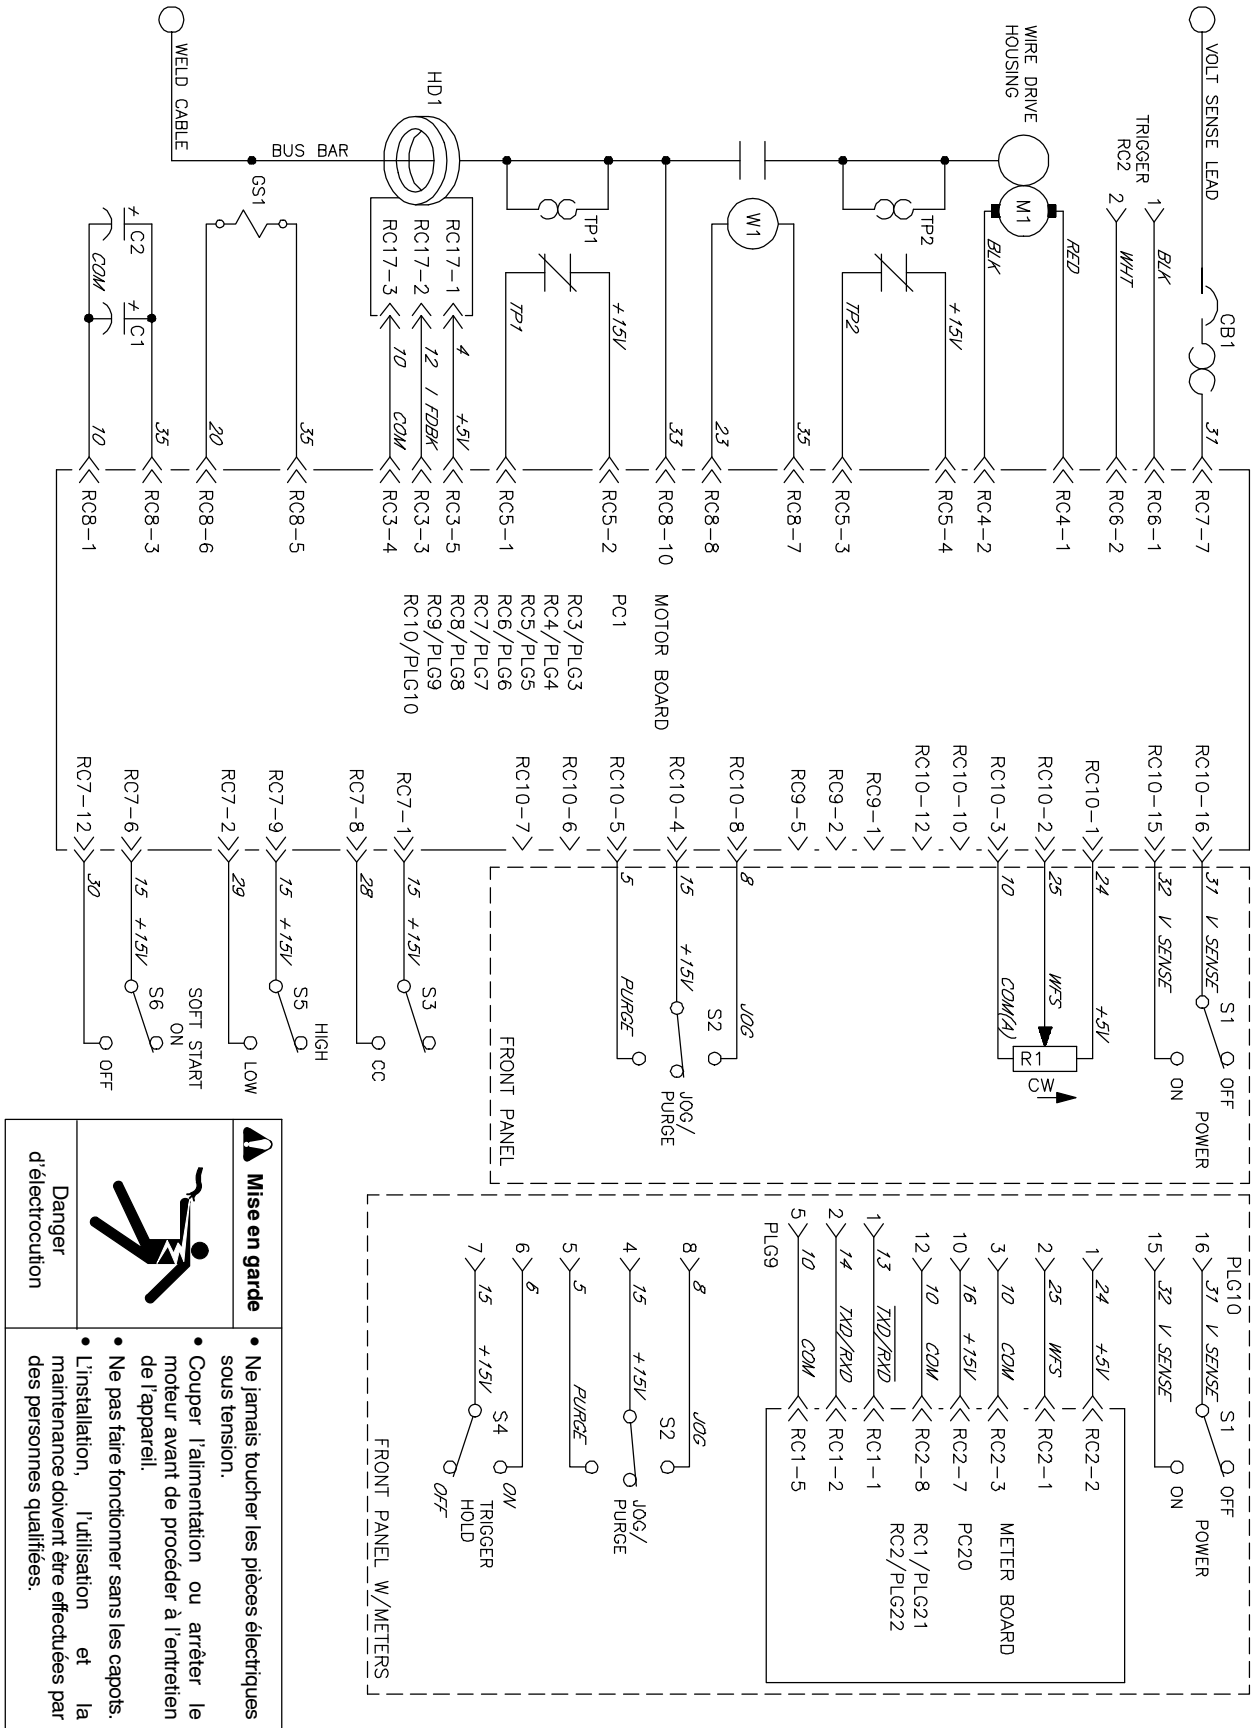 VOLT SENSE LEAD
CB1
31
RC7-7
TRIGGER
RC2
1
BLK
RC6-1
2
WHT
RC6-2
WIRE DRIVE
HOUSING
M1
RED
RC4-1
BLK
RC4-2
TP2
+15V
RC5-4
TP2
RC5-3
W1
35
RC8-7
23
RC8-8
33
RC8-10
TP1
+15V
RC5-2
TP1
RC5-1
HD1
BUS BAR
RC17-1
4
+5V
RC3-5
RC17-2
12
I FDBK
RC3-3
RC17-3
10
COM
RC3-4
WELD CABLE
GS1
35
RC8-5
20
RC8-6
+
C2
+
C1
COM
35
RC8-3
10
RC8-1
MOTOR BOARD
PC1
RC3/PLG3
RC4/PLG4
RC5/PLG5
RC6/PLG6
RC7/PLG7
RC8/PLG8
RC9/PLG9
RC10/PLG10
RC10-16
31
V SENSE
S1
OFF
POWER
RC10-15
32
V SENSE
ON
RC10-1
24
+5V
RC10-2
25
WFS
R1
CW
RC10-3
10
COM(A)
RC10-10
RC10-12
RC9-1
RC9-2
RC9-5
RC10-8
8
JOG
S2
RC10-4
15
+15V
JOG/
PURGE
RC10-5
5
PURGE
RC10-6
RC10-7
FRONT PANEL
RC7-1
15
+15V
S3
RC7-8
28
CC
RC7-9
15
+15V
S5
HIGH
RC7-2
29
LOW
SOFT START
RC7-6
15
+15V
S6
ON
RC7-12
30
OFF
PLG10
16
31
V SENSE
S1
OFF
POWER
15
32
V SENSE
ON
1
24
+5V
RC2-2
2
25
WFS
RC2-1
3
10
COM
RC2-3
10
16
+15V
RC2-7
12
10
COM
RC2-8
1
13
TXD/RXD
RC1-1
2
14
TXD/RXD
RC1-2
5
10
COM
RC1-5
PLG9
METER BOARD
PC20
RC1/PLG21
RC2/PLG22
8
8
JOG
S2
4
15
+15V
JOG/
PURGE
5
5
PURGE
6
6
ON
S4
TRIGGER
HOLD
7
15
+15V
OFF
FRONT PANEL W/METERS
Mise en garde
Danger
d'électrocution
• Ne jamais toucher les pièces électriques
sous tension.
• Couper l'alimentation ou arrêter le
moteur avant de procéder à l'entretien
de l'appareil.
• Ne pas faire fonctionner sans les capots.
• L'installation, l'utilisation et la
maintenance doivent être effectuées par
des personnes qualifiées.